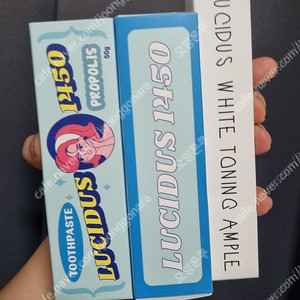 TOOTHPASTE
LUCIDUS 1450
PROPOLIS
50g
LUCIDUS 1450
LUCIDUS WHITE TONING AMPLE